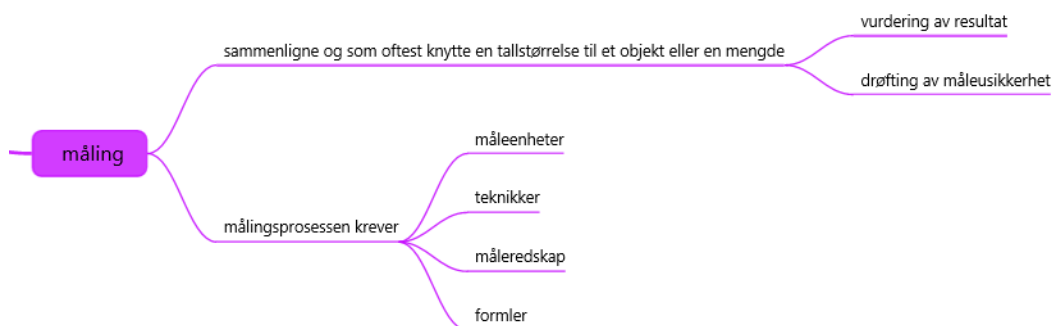 måling
sammenligne og som oftest knytte en tallstørrelse til et objekt eller en mengde
vurdering av resultat
drøfting av måleusikkerhet
målingsprosessen krever
måleenheter
teknikker
måleredskap
formler